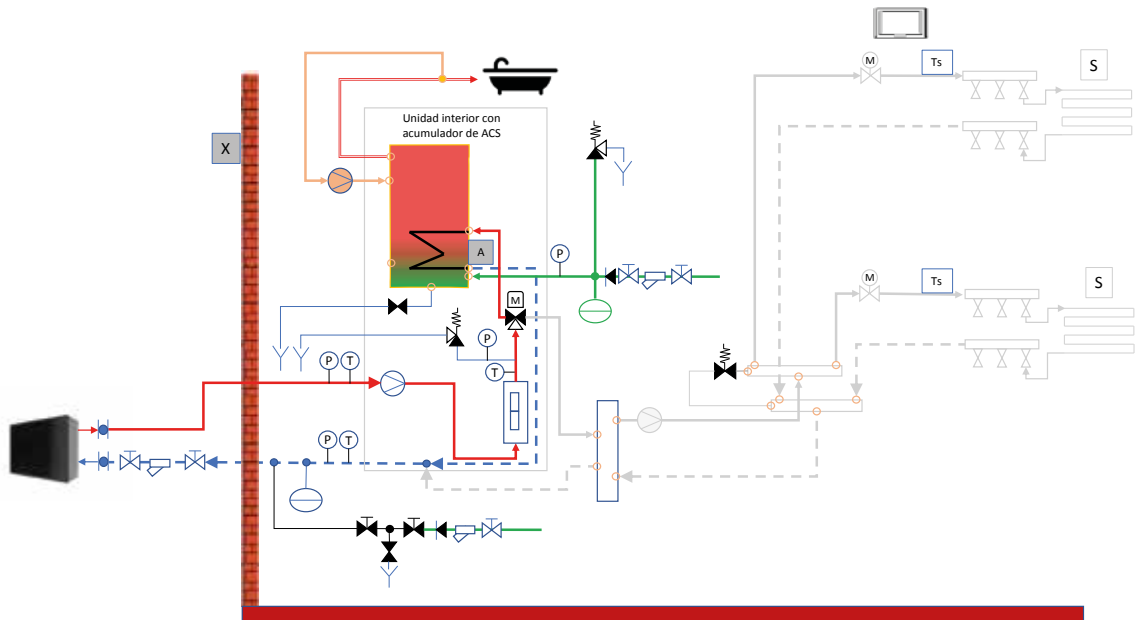 M
Ts
S
Unidad interior con
acumulador de ACS
X
A
P
M
Ts
S
M
P
T
P
T
P
T